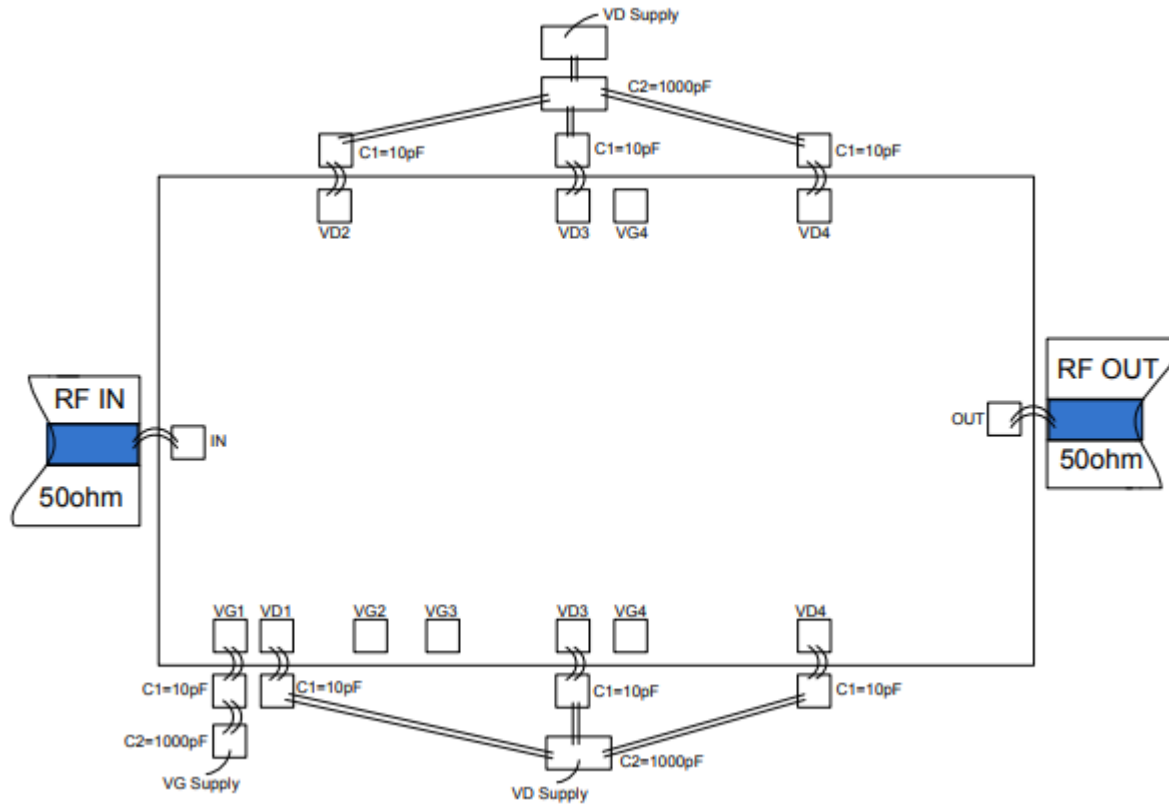 VD Supply
C2=1000pF
C1=10pF
C1=10pF
C1=10pF
VD2
VD3
VG4
VD4
RF IN
50ohm
IN
RF OUT
50ohm
OUT
VG1
VD1
VG2
VG3
VD3
VG4
VD4
C1=10pF
C1=10pF
C1=10pF
C1=10pF
C2=1000pF
VG Supply
C2=1000pF
VD Supply